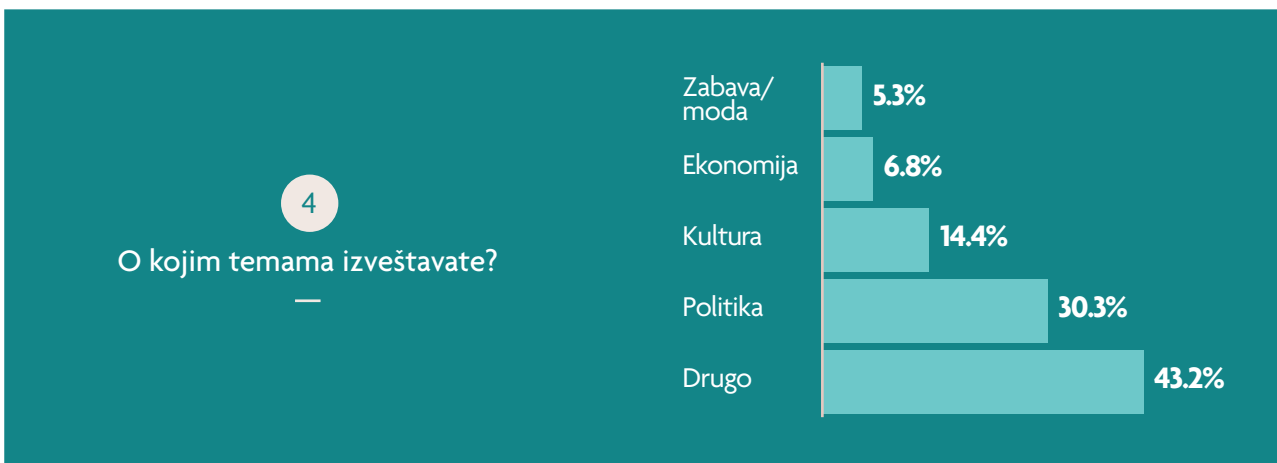 4
O kojim temama izveštavate?
Zabava/
moda
5.3%
Ekonomija
6.8%
Kultura
14.4%
Politika
30.3%
Drugo
43.2%